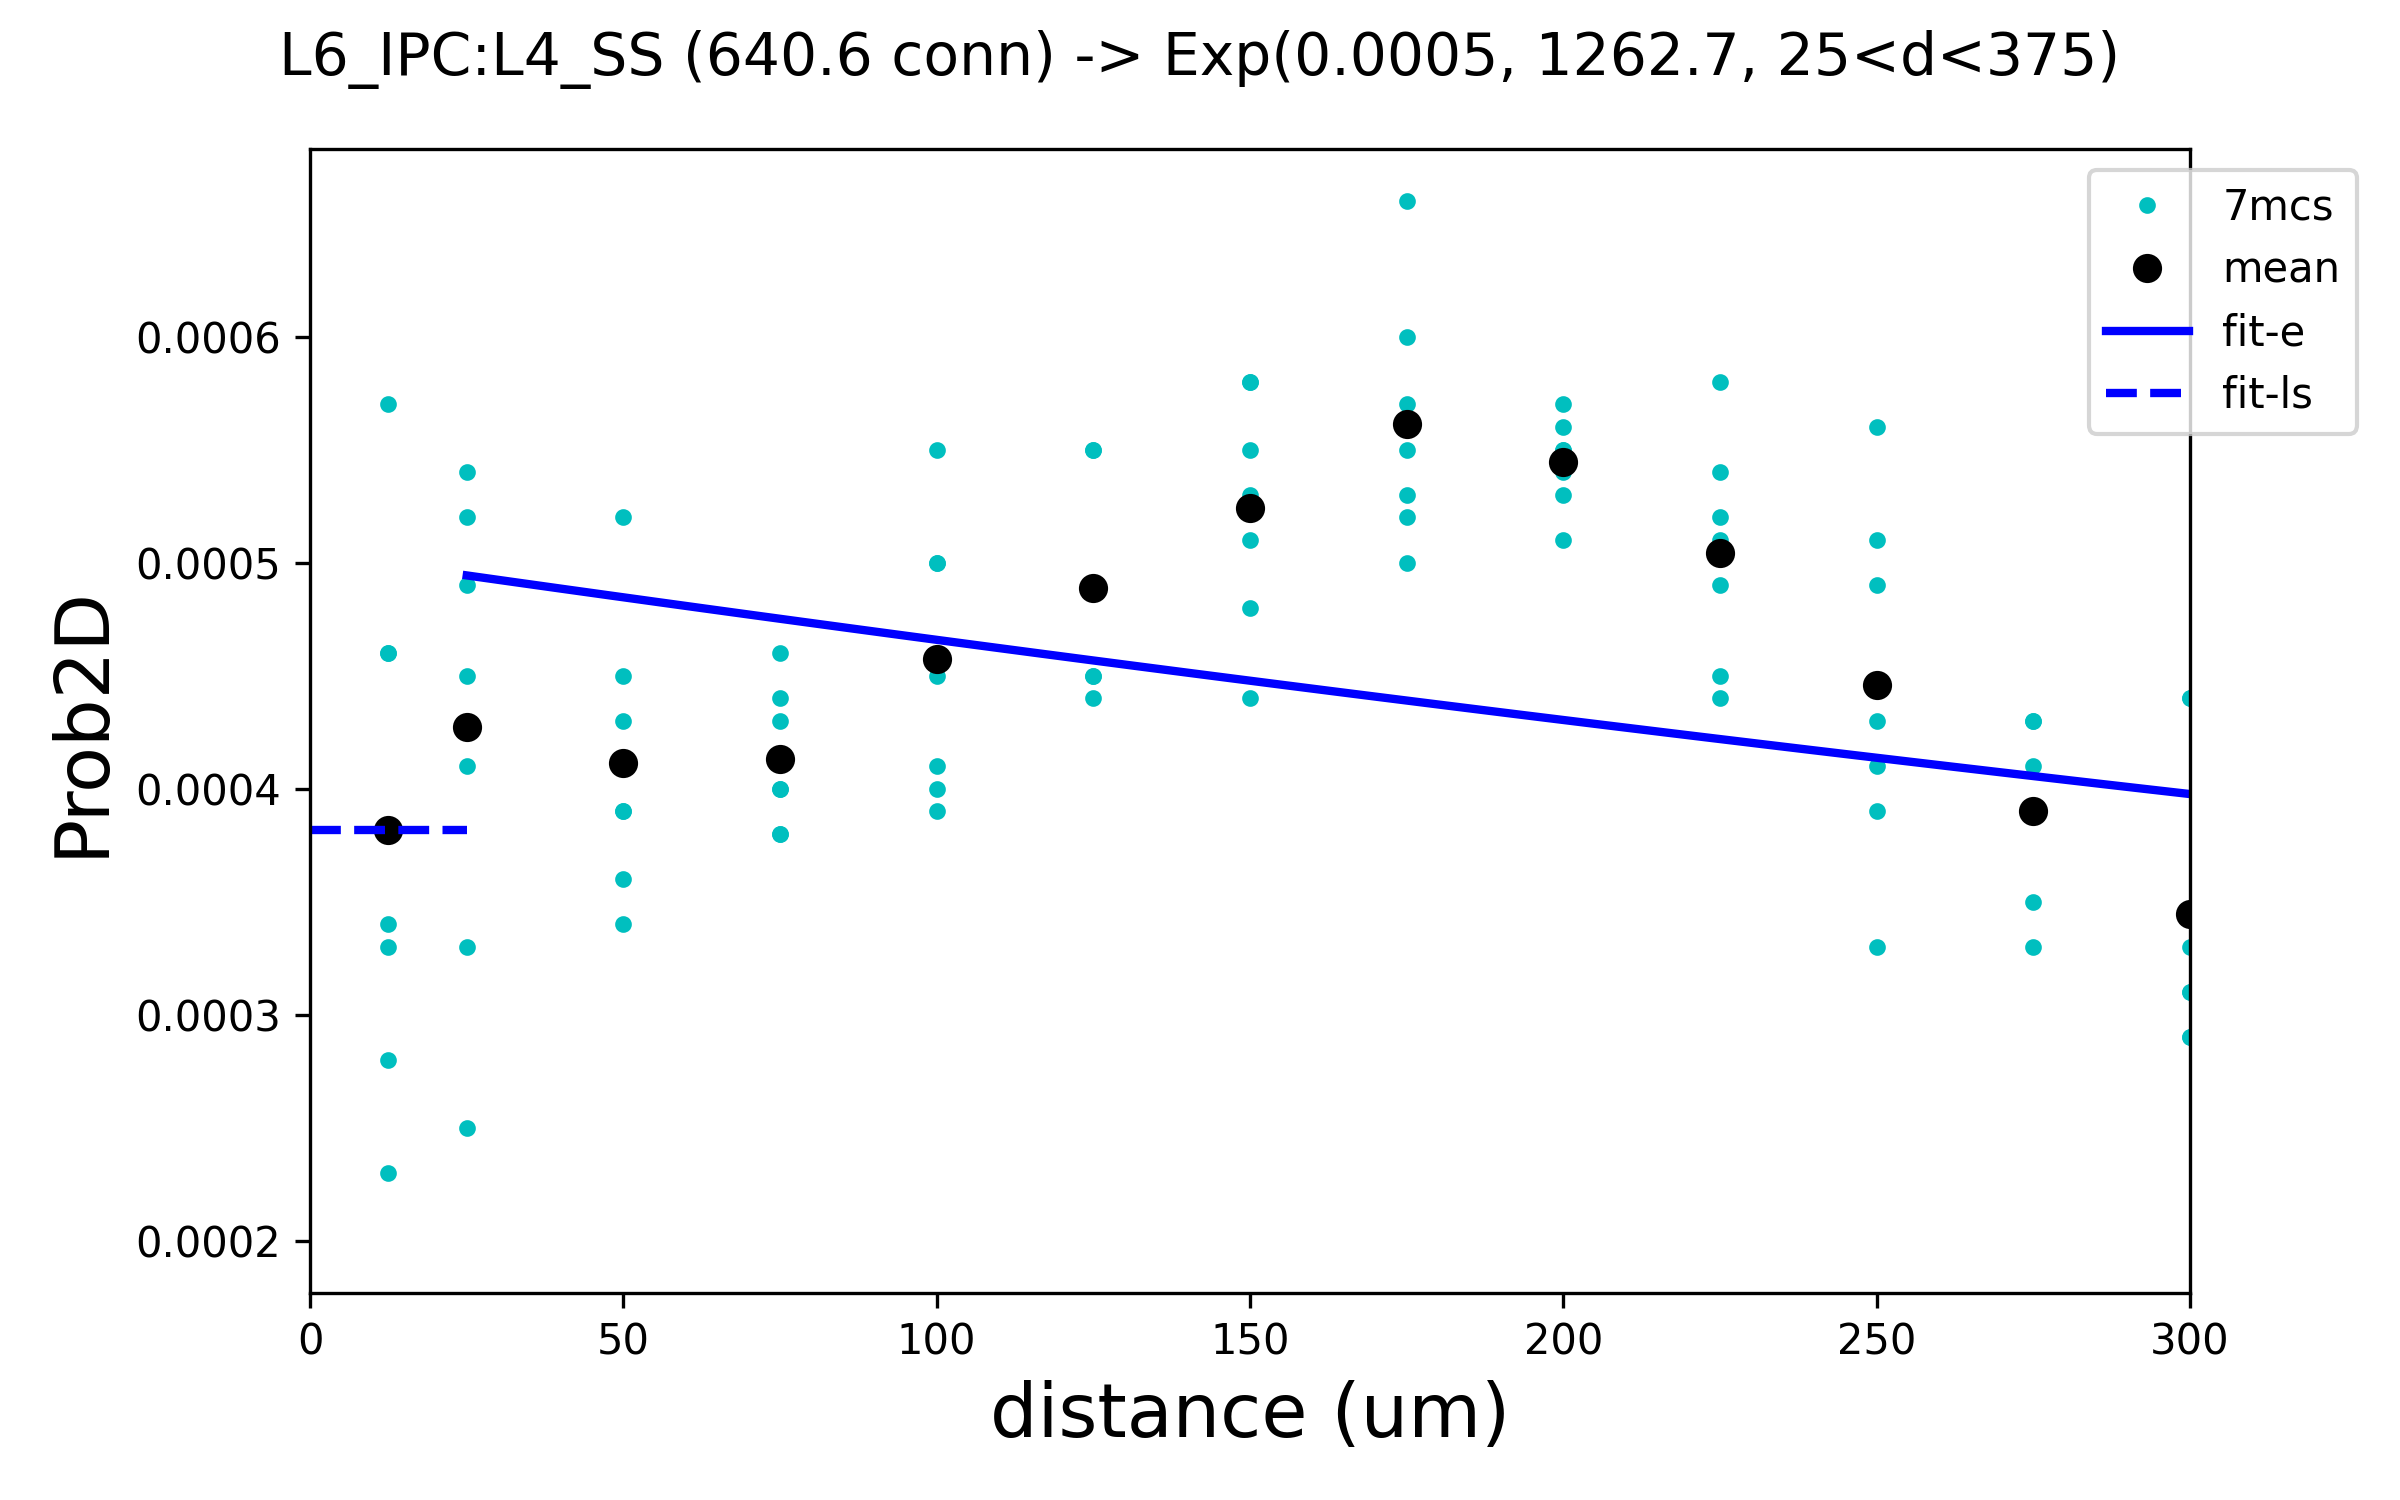 L6_IPC:L4_SS (640.6 conn) -> Exp(0.0005, 1262.7, 25<d<375)
7mcs
mean
fit-e
fit-ls
Prob2D
0.0006
0.0005
0.0004
0.0003
0.0002
0 50 100 150 200 250 300
distance (um)